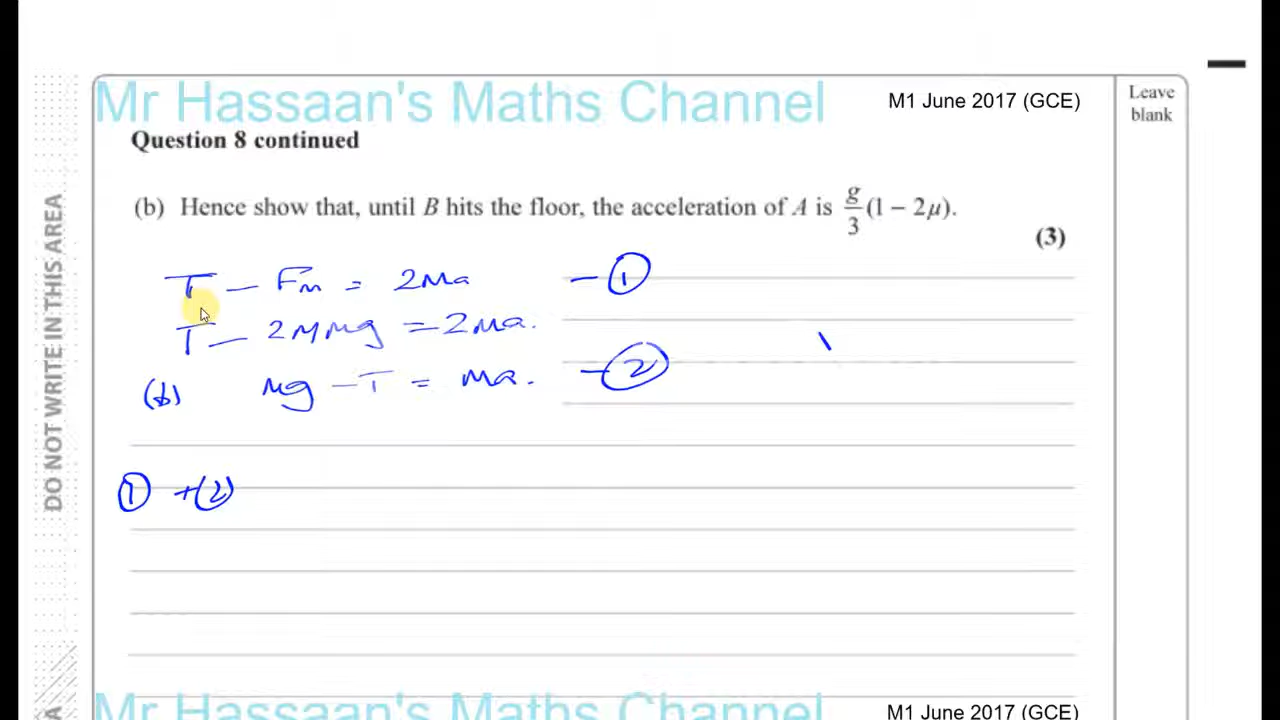 Mr Hassaan's Maths Channel M1 June 2017 (GCE)
Leave
blank
Question 8 continued
(b) Hence show that, until B hits the floor, the acceleration of A is g/3 (1 − 2μ).
(3)
T − Fm = 2ma − ①
T − 2μmg = 2ma.
(b) mg − T = ma. − ②
① + (2)
DO NOT WRITE IN THIS AREA
Mr Hassaan's Maths Channel M1 June 2017 (GCE)